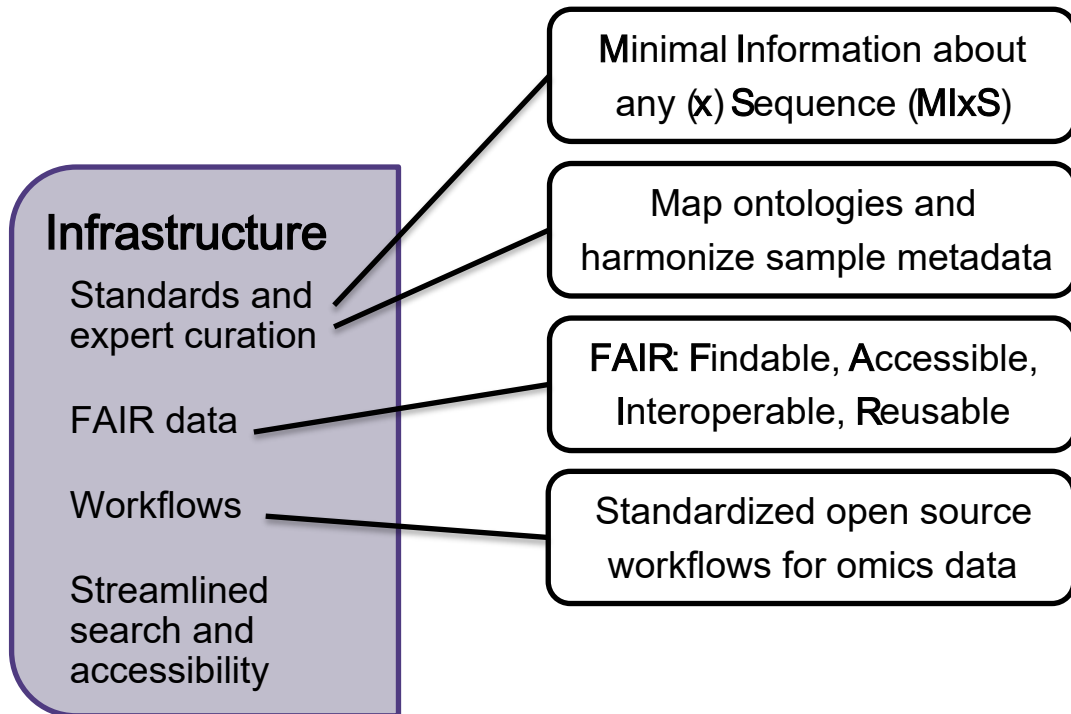 Infrastructure
Standards and
expert curation
FAIR data
Workflows
Streamlined
search and
accessibility
Minimal Information about
any (x) Sequence (MIxS)
Map ontologies and
harmonize sample metadata
FAIR: Findable, Accessible,
Interoperable, Reusable
Standardized open source
workflows for omics data